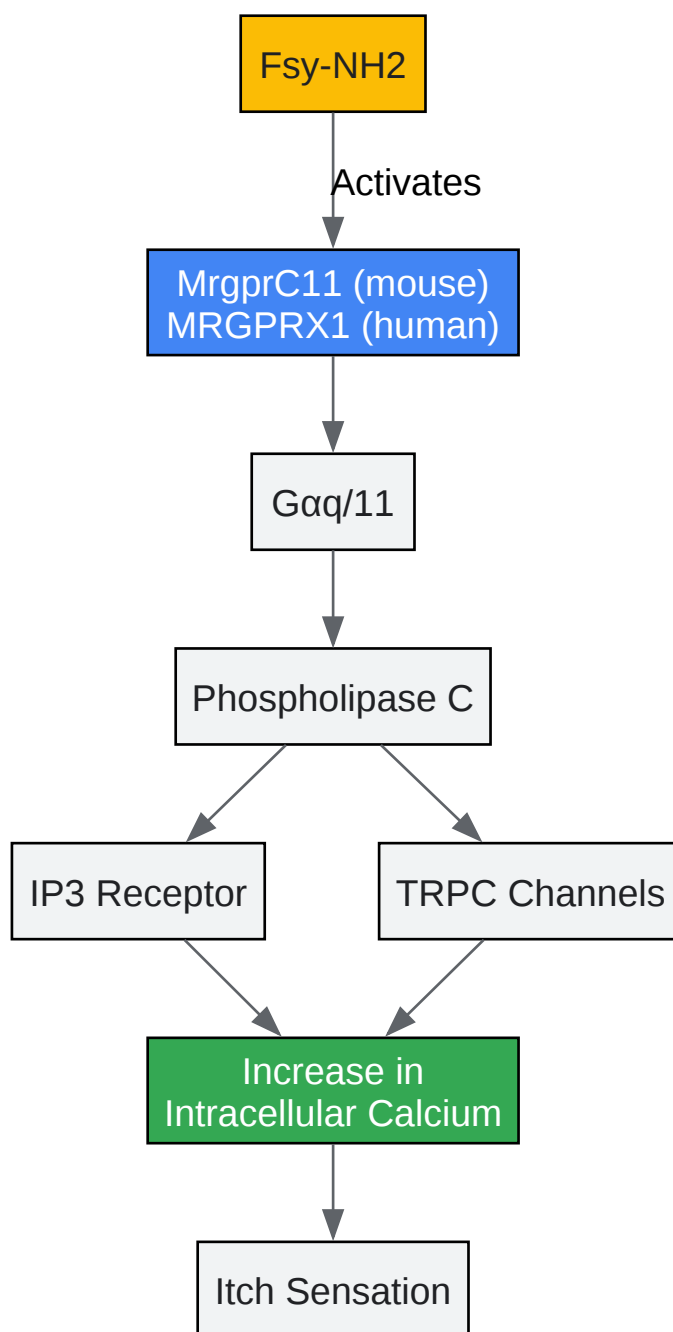 Fsy-NH2
Activates
MrgprC11 (mouse)
MRGPRX1 (human)
Gαq/11
Phospholipase C
IP3 Receptor
TRPC Channels
Increase in
Intracellular Calcium
Itch Sensation